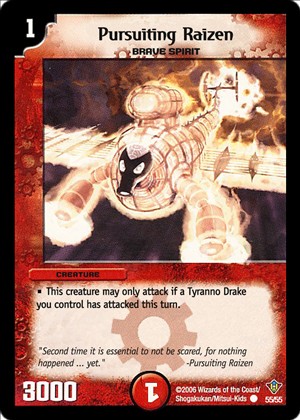 1
Pursuiting Raizen
BRAVE SPIRIT
CREATURE
▪ This creature may only attack if a Tyranno Drake
you control has attacked this turn.
"Second time it is essential to not be scared, for nothing
happened ... yet."
-Pursuiting Raizen
3000
1
©2006 Wizards of the Coast/
Shogakukan/Mitsui-Kids
55/55